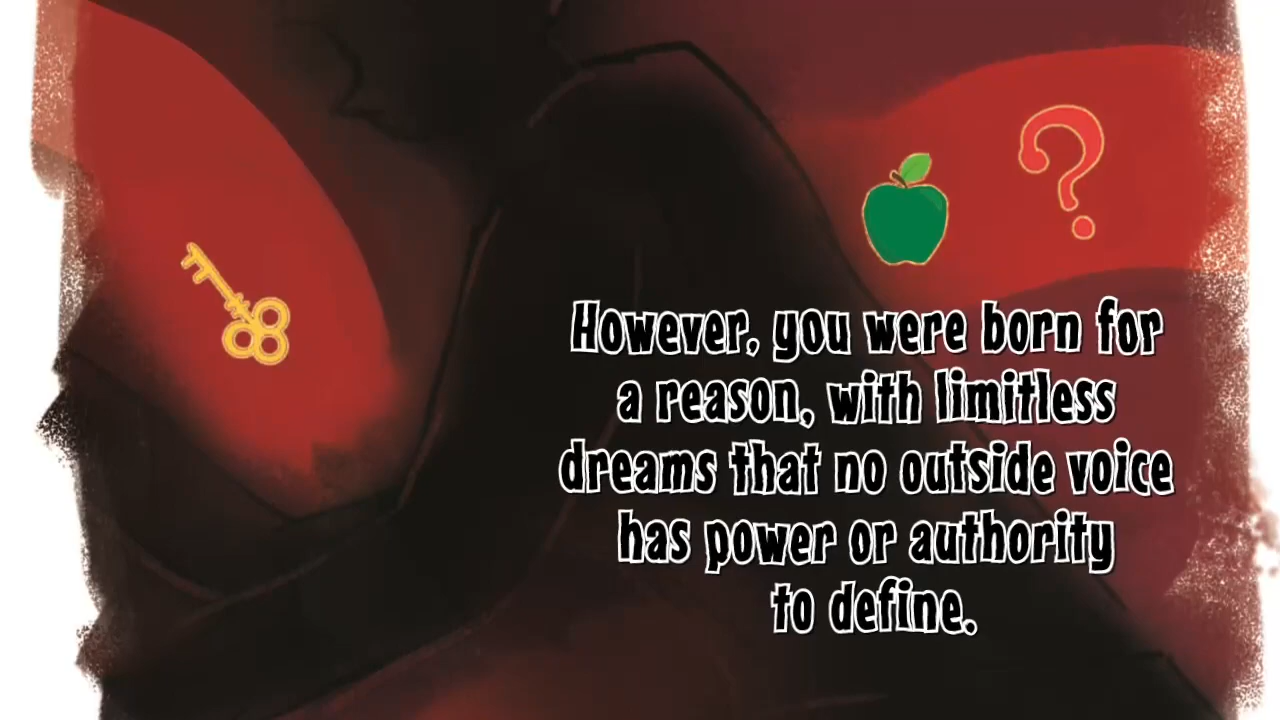 However, you were born for
a reason, with limitless
dreams that no outside voice
has power or authority
to define.